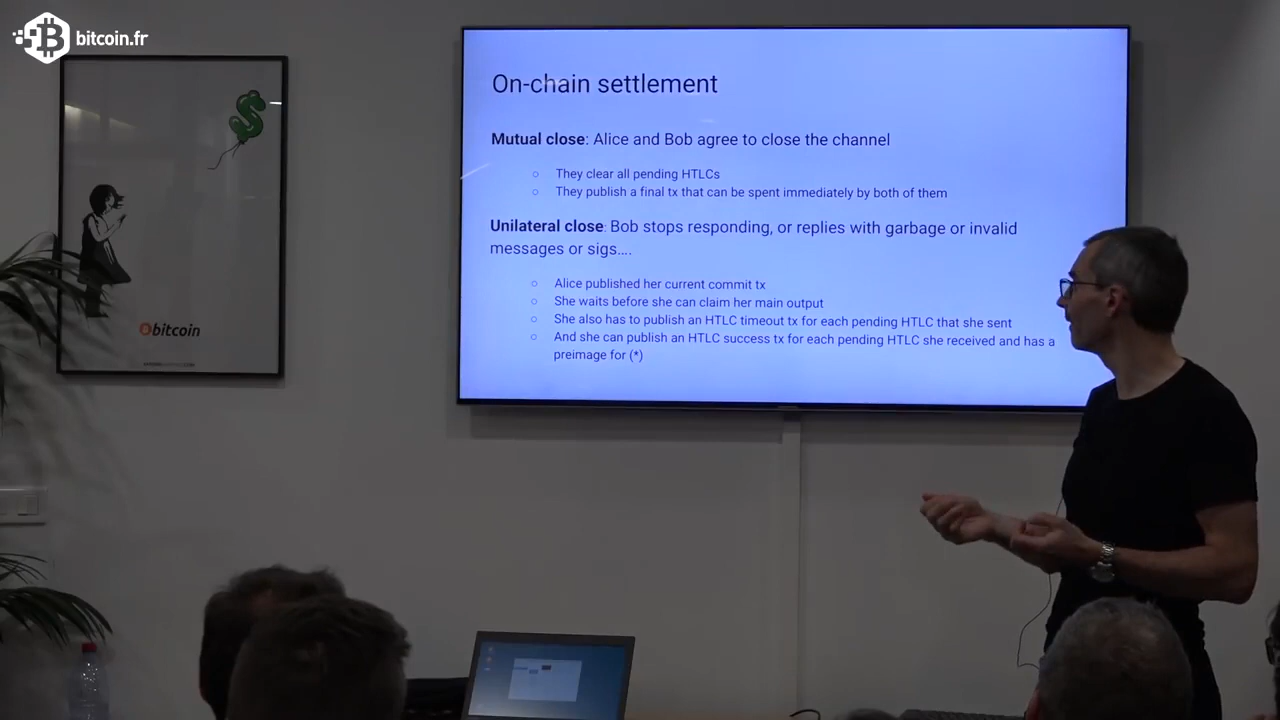 bitcoin.fr
On-chain settlement
Mutual close: Alice and Bob agree to close the channel
○ They clear all pending HTLCs
○ They publish a final tx that can be spent immediately by both of them
Unilateral close: Bob stops responding, or replies with garbage or invalid
messages or sigs....
○ Alice published her current commit tx
○ She waits before she can claim her main output
○ She also has to publish an HTLC timeout tx for each pending HTLC that she sent
○ And she can publish an HTLC success tx for each pending HTLC she received and has a
preimage for (*)
bitcoin